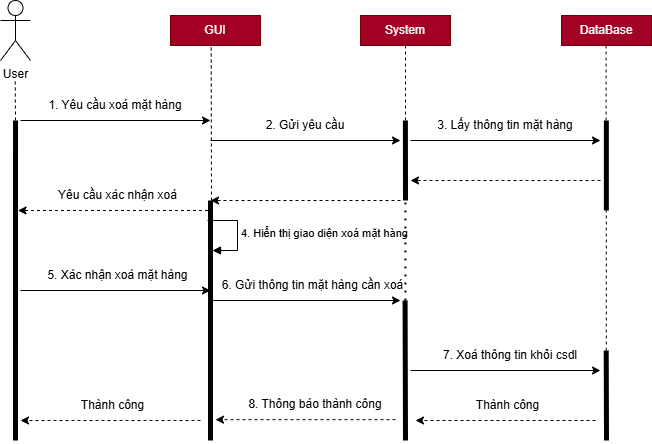 User
GUI
System
DataBase
1. Yêu cầu xoá mặt hàng
2. Gửi yêu cầu
3. Lấy thông tin mặt hàng
Yêu cầu xác nhận xoá
4. Hiển thị giao diện xoá mặt hàng
5. Xác nhận xoá mặt hàng
6. Gửi thông tin mặt hàng cần xoá
7. Xoá thông tin khỏi csdl
Thành công
8. Thông báo thành công
Thành công